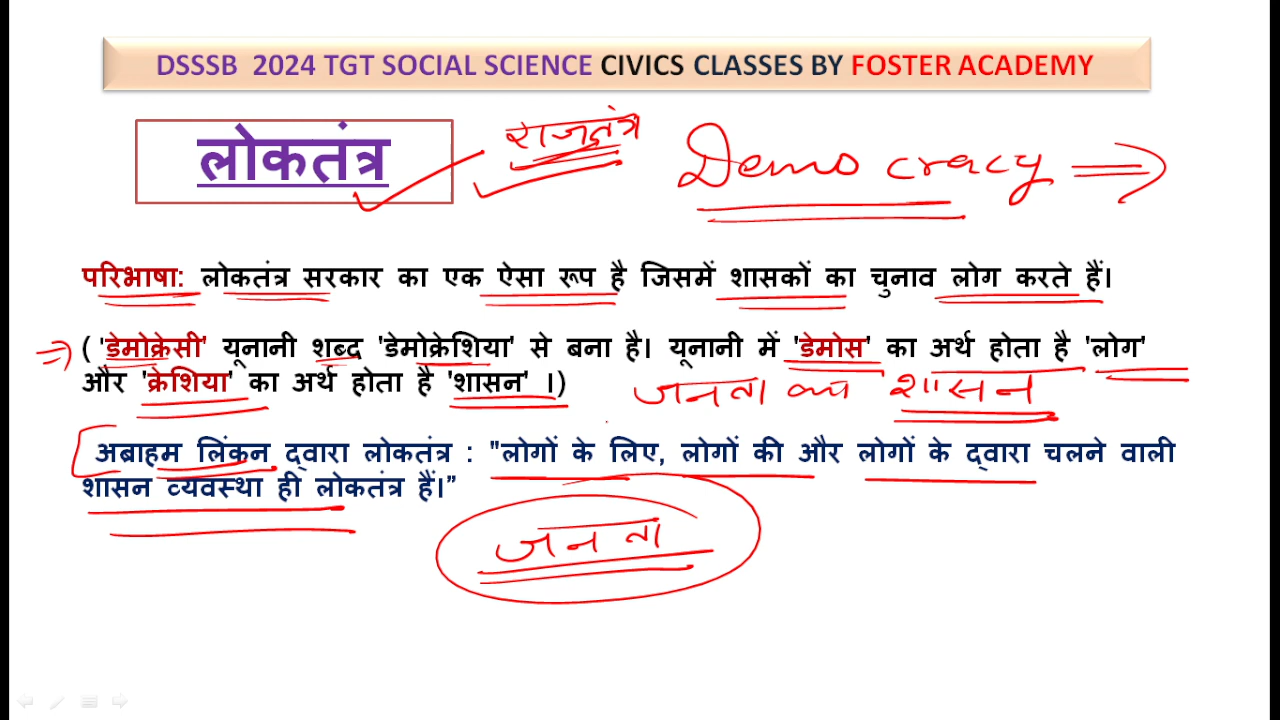 DSSSB 2024 TGT SOCIAL SCIENCE CIVICS CLASSES BY FOSTER ACADEMY
लोकतंत्र
राजतंत्र
Demo cracy
परिभाषा: लोकतंत्र सरकार का एक ऐसा रूप है जिसमें शासकों का चुनाव लोग करते हैं।
( 'डेमोक्रेसी' यूनानी शब्द 'डेमोक्रेशिया' से बना है। यूनानी में 'डेमोस' का अर्थ होता है 'लोग'
और 'क्रेशिया' का अर्थ होता है 'शासन' ।)
जनता का शासन
अब्राहम लिंकन द्वारा लोकतंत्र : "लोगों के लिए, लोगों की और लोगों के द्वारा चलने वाली
शासन व्यवस्था ही लोकतंत्र हैं।”
जनता